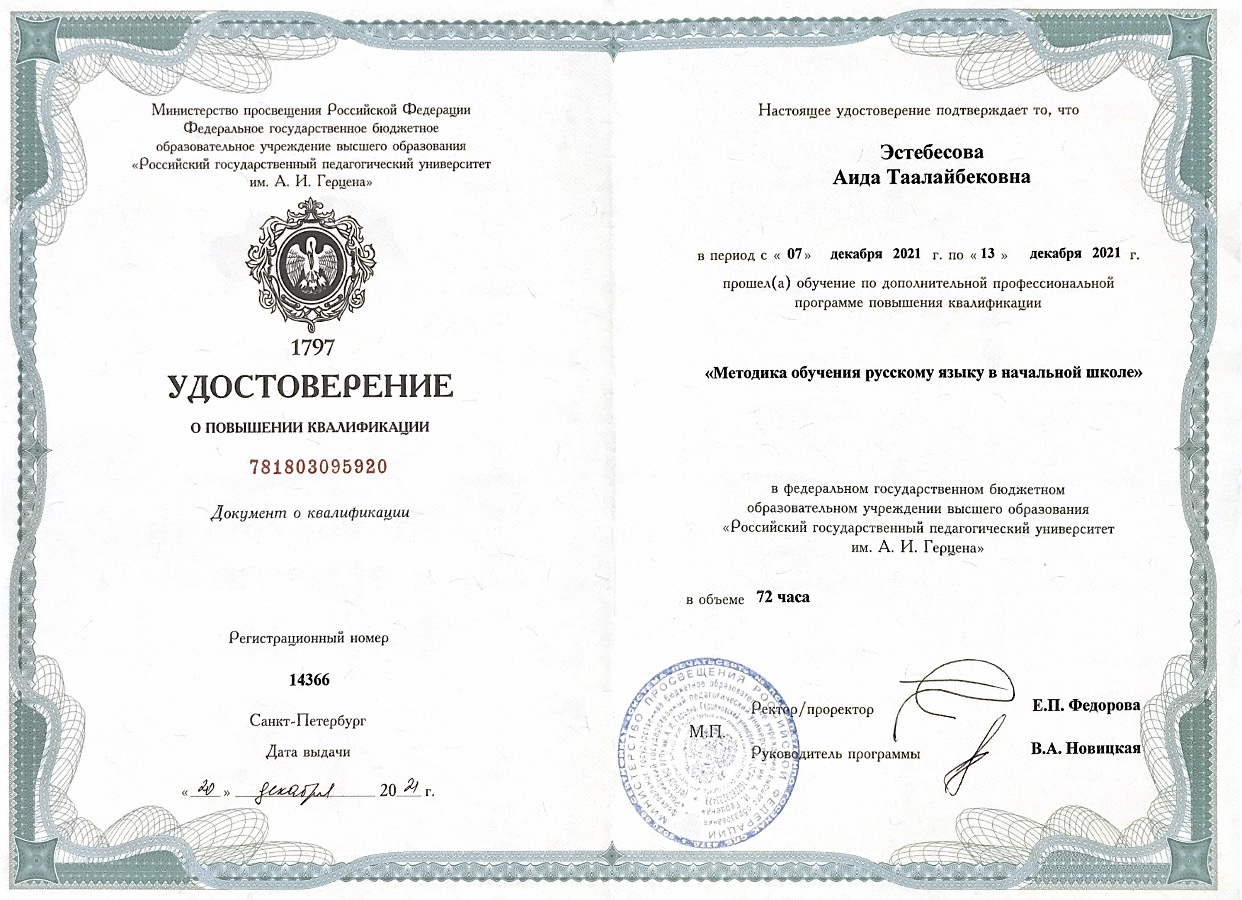 Министерство просвещения Российской Федерации
Федеральное государственное бюджетное
образовательное учреждение высшего образования
«Российский государственный педагогический университет
им. А. И. Герцена»
1797
УДОСТОВЕРЕНИЕ
О ПОВЫШЕНИИ КВАЛИФИКАЦИИ
781803095920
Документ о квалификации
Регистрационный номер
14366
Санкт-Петербург
Дата выдачи
«20» декабря 2021 г.
Настоящее удостоверение подтверждает то, что
Эстебесова
Аида Таалайбековна
в период с « 07 » декабря 2021 г. по « 13 » декабря 2021 г.
прошел(а) обучение по дополнительной профессиональной
программе повышения квалификации
«Методика обучения русскому языку в начальной школе»
в федеральном государственном бюджетном
образовательном учреждении высшего образования
«Российский государственный педагогический университет
им. А. И. Герцена»
в объеме 72 часа
Ректор/проректор Е.П. Федорова
М.П.
Руководитель программы В.А. Новицкая
МИНИСТЕРСТВО ПРОСВЕЩЕНИЯ РОССИЙСКОЙ ФЕДЕРАЦИИ